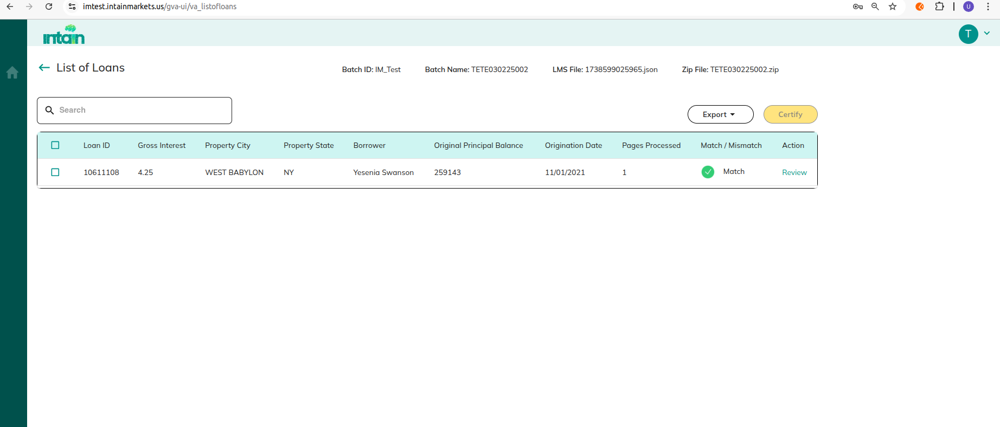 imtest.intainmarkets.us/gva-ui/va_listofloans
U
intain
T
List of Loans
Batch ID: IM_Test Batch Name: TETE030225002 LMS File: 1738599025965.json Zip File: TETE030225002.zip
Search
Export Certify
Loan ID Gross Interest Property City Property State Borrower Original Principal Balance Origination Date Pages Processed Match / Mismatch Action
10611108 4.25 WEST BABYLON NY Yesenia Swanson 259143 11/01/2021 1 Match Review